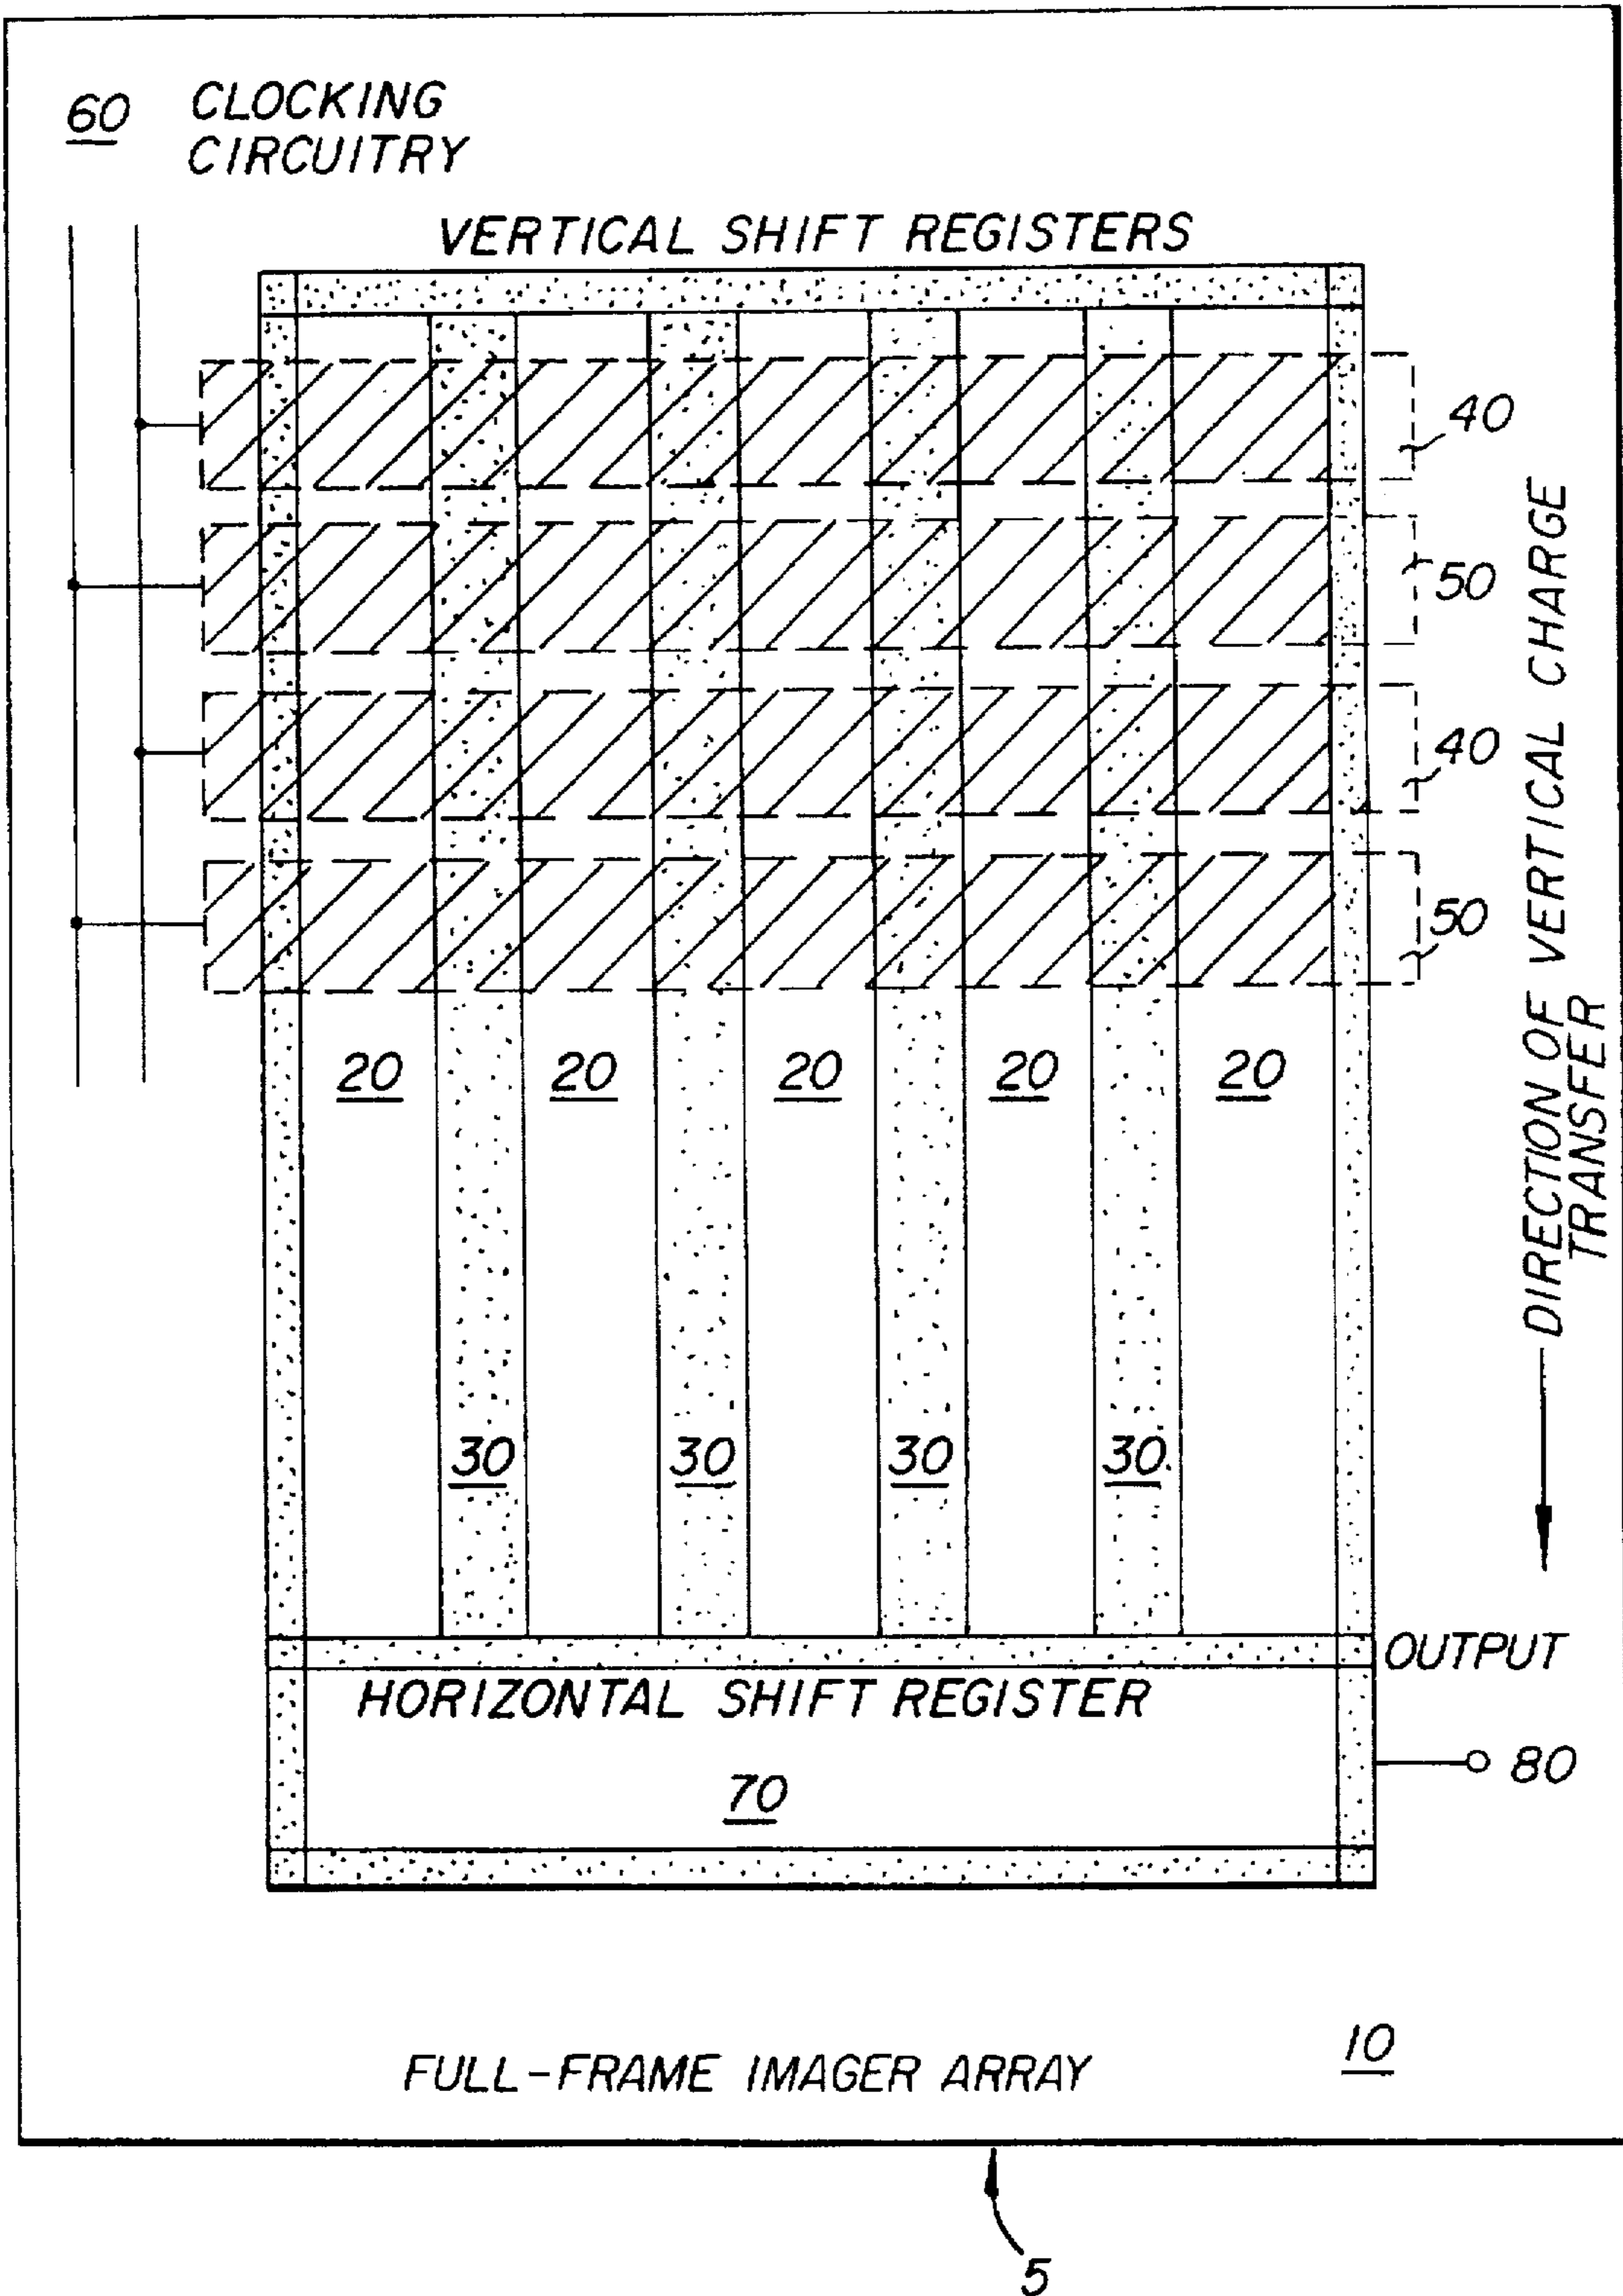 60 CLOCKING
CIRCUITRY
VERTICAL SHIFT REGISTERS
40
50
40
50
DIRECTION OF VERTICAL CHARGE
TRANSFER
20 20 20 20 20
30 30 30 30
OUTPUT
HORIZONTAL SHIFT REGISTER
80
70
10
FULL-FRAME IMAGER ARRAY
5